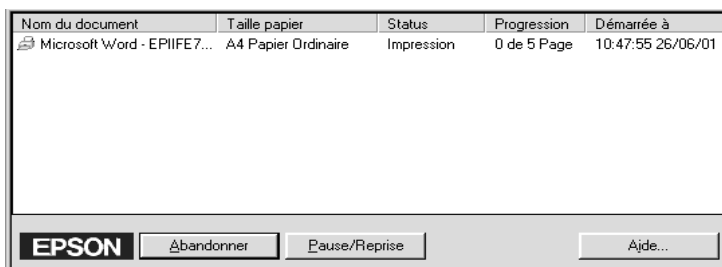 Nom du document Taille papier Status Progression Démarrée à
Microsoft Word - EPIIFE7... A4 Papier Ordinaire Impression 0 de 5 Page 10:47:55 26/06/01
EPSON Abandonner Pause/Reprise Aide...